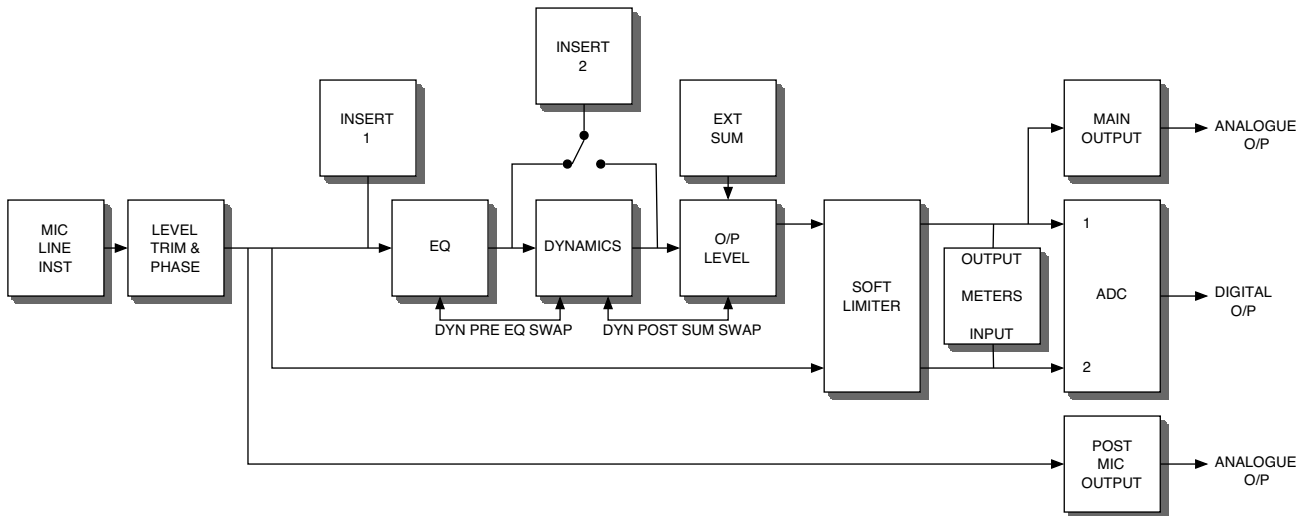 INSERT
2
INSERT
1
EXT
SUM
MAIN
OUTPUT
ANALOGUE
O/P
MIC
LINE
INST
LEVEL
TRIM &
PHASE
EQ
DYNAMICS
O/P
LEVEL
SOFT
LIMITER
1
OUTPUT
METERS
INPUT
ADC
2
DIGITAL
O/P
DYN PRE EQ SWAP
DYN POST SUM SWAP
POST
MIC
OUTPUT
ANALOGUE
O/P